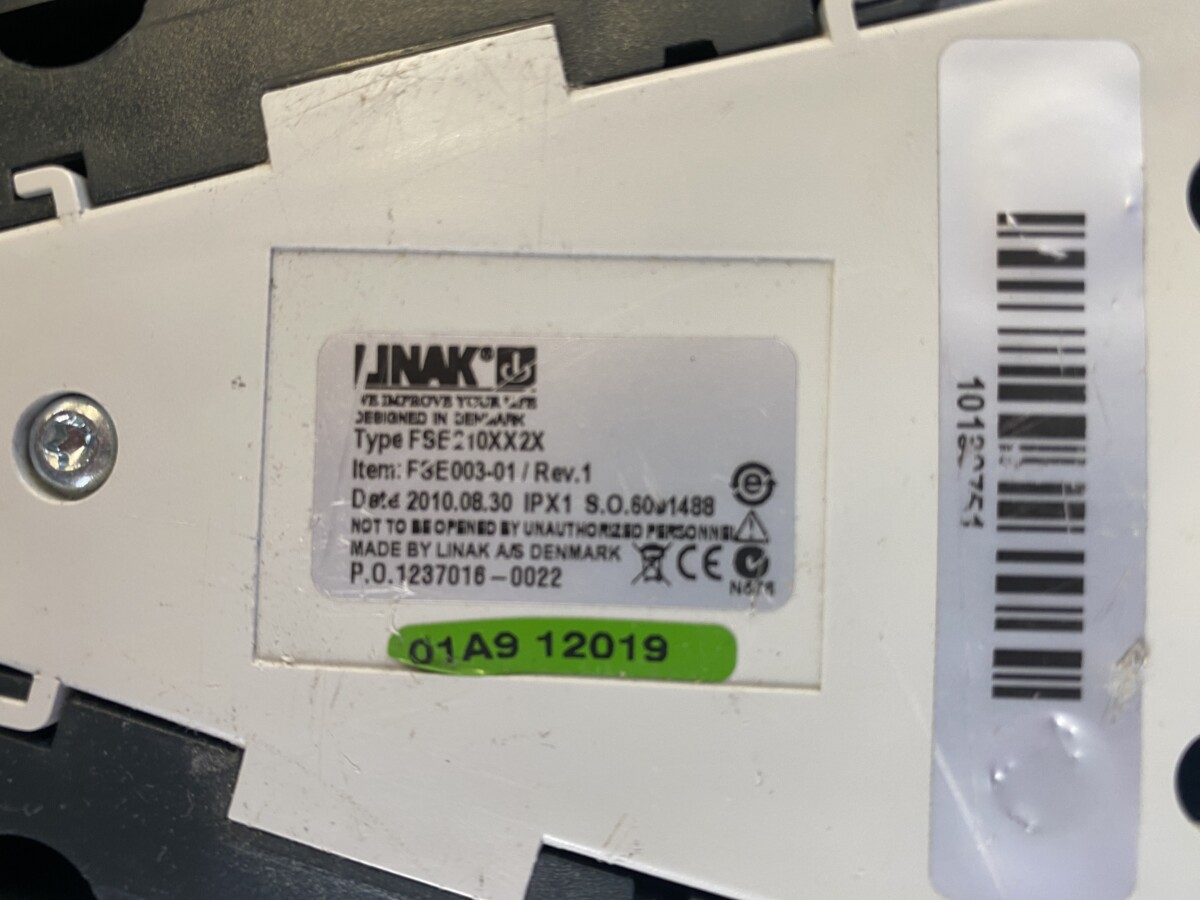 LINAK®
WE IMPROVE YOUR LIFE
DESIGNED IN DENMARK
Type FSE210XX2X
Item: FSE003-01 / Rev.1
Date 2010.08.30 IPX1
NOT TO BE OPENED BY UNAUTHORIZED PERSONNEL
MADE BY LINAK A/S DENMARK CE
P.O.1237016-0022
01A9 12019